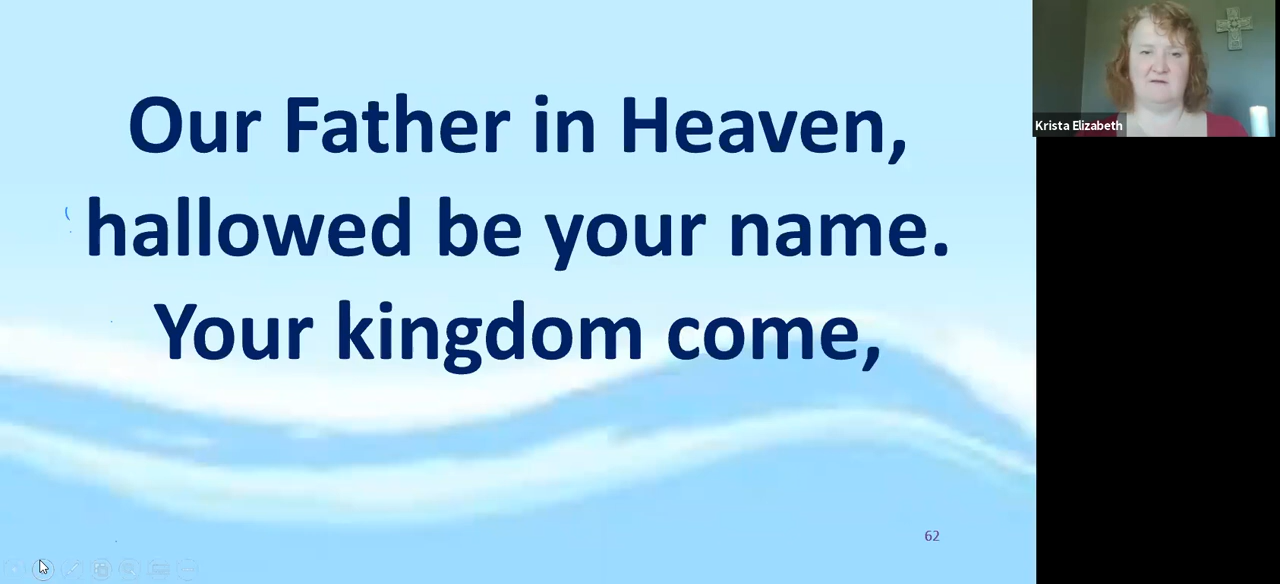 Our Father in Heaven,
hallowed be your name.
Your kingdom come,
62
Krista Elizabeth